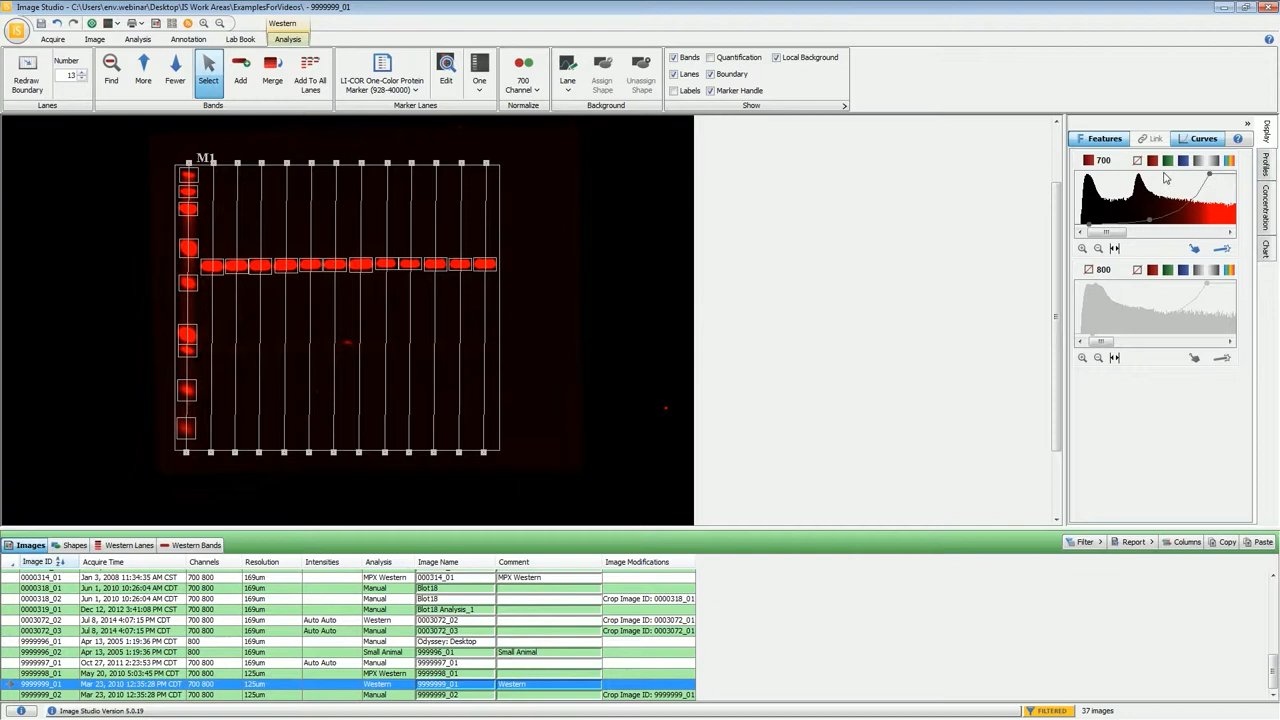 Image Studio - C:\Users\env.webinar\Desktop\IS Work Areas\ExamplesForVideos\ - 9999999_01
Western
Acquire Image Analysis Annotation Lab Book Analysis
Redraw Boundary
Number
13
Lanes
Find More Fewer Select Add Merge Add To All Lanes
Bands
LI-COR One-Color Protein Marker (928-40000)
Edit
One
Marker Lanes
700 Channel
Normalize
Lane
Assign Shape
Unassign Shape
Background
Bands Quantification Local Background
Lanes Boundary
Labels Marker Handle
Show
M1
Features Link Curves
700
800
Display
Profiles
Concentration
Chart
Images Shapes Western Lanes Western Bands
Filter Report Columns Copy Paste
Image ID Acquire Time Channels Resolution Intensities Analysis Image Name Comment Image Modifications
0000314_01 Jan 3, 2008 11:34:35 AM CST 700 800 169um MPX Western 000314_01 MPX Western
0000318_01 Jun 1, 2010 10:26:04 AM CDT 700 800 169um Manual Blot18
0000318_02 Jun 1, 2010 10:26:04 AM CDT 700 800 169um Manual Blot18 Crop Image ID: 0000318_01
0000319_01 Dec 12, 2012 3:41:08 PM CST 700 800 169um Manual Blot18 Analysis_1
0003072_02 Jul 8, 2014 4:07:15 PM CDT 700 800 169um Auto Auto Western 0003072_02 Crop Image ID: 0003072_01
0003072_03 Jul 8, 2014 4:07:15 PM CDT 700 800 169um Auto Auto Manual 0003072_03 Crop Image ID: 0003072_01
9999996_01 Apr 13, 2005 1:19:36 PM CDT 800 169um Manual Odyssey: Desktop
9999996_02 Apr 13, 2005 1:19:36 PM CDT 800 169um Small Animal 999996_01 Small Animal
9999997_01 Oct 27, 2011 2:23:53 PM CDT 700 800 169um Auto Auto Manual 9999997_01
9999998_01 May 20, 2010 5:03:45 PM CDT 700 800 125um MPX Western 9999998_01
9999999_01 Mar 23, 2010 12:35:28 PM CDT 700 800 125um Western 9999999_01 Western
9999999_02 Mar 23, 2010 12:35:28 PM CDT 700 800 125um Manual 9999999_02 Crop Image ID: 9999999_01
Image Studio Version 5.0.19
FILTERED 37 images